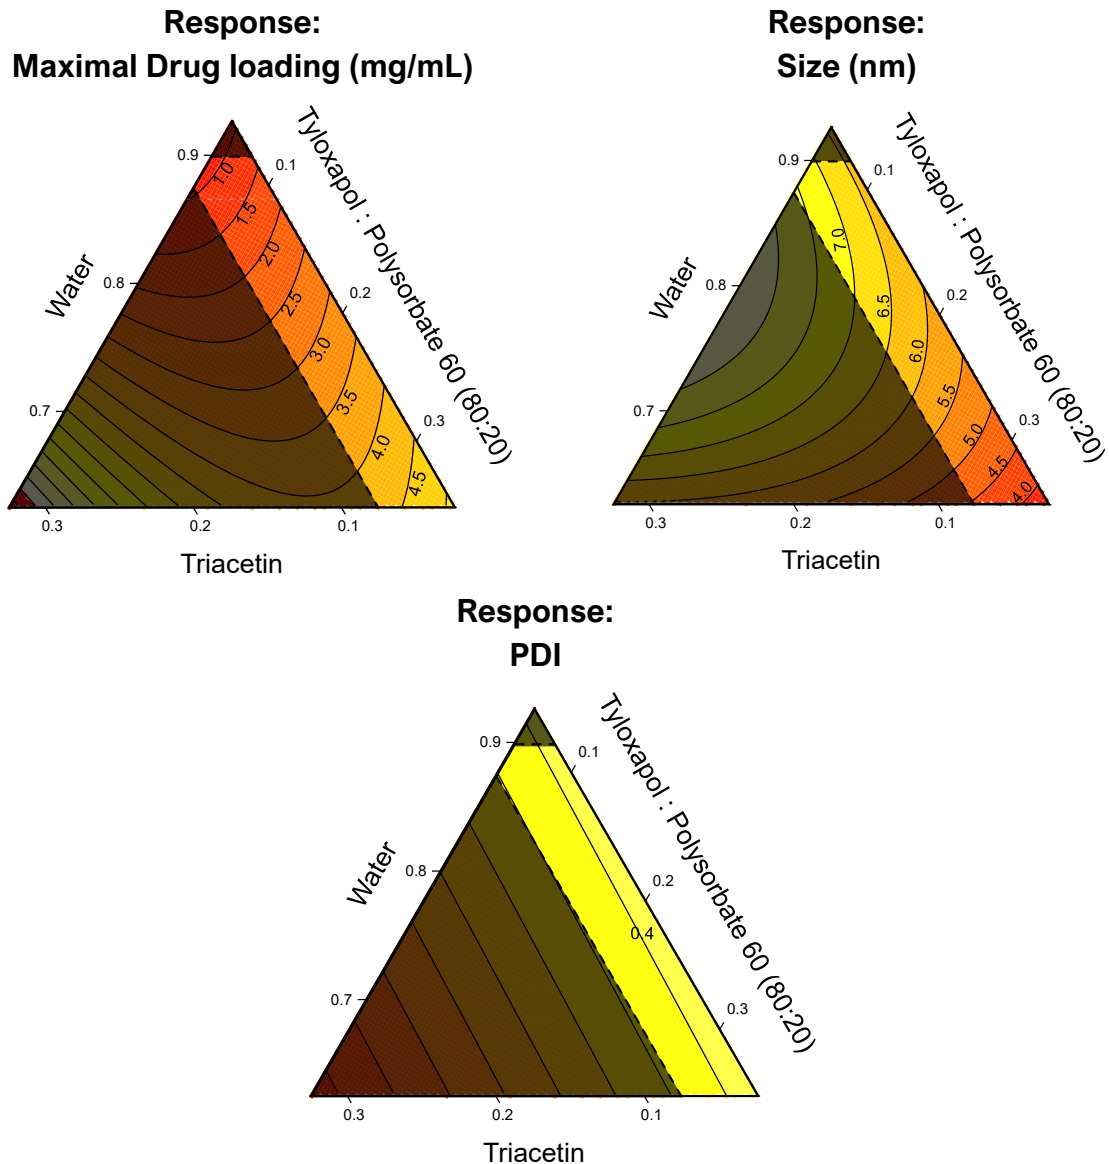 Response:
Maximal Drug loading (mg/mL)
0.9
0.8
0.7
Water
0.1
0.2
0.3
Tyloxapol : Polysorbate 60 (80:20)
1.0
1.5
2.0
2.5
3.0
3.5
4.0
4.5
0.3
0.2
0.1
Triacetin
Response:
Size (nm)
0.9
0.8
0.7
Water
0.1
0.2
0.3
Tyloxapol : Polysorbate 60 (80:20)
7.0
6.5
6.0
5.5
5.0
4.5
4.0
0.3
0.2
0.1
Triacetin
Response:
PDI
0.9
0.8
0.7
Water
0.1
0.2
0.3
Tyloxapol : Polysorbate 60 (80:20)
0.4
0.3
0.2
0.1
Triacetin